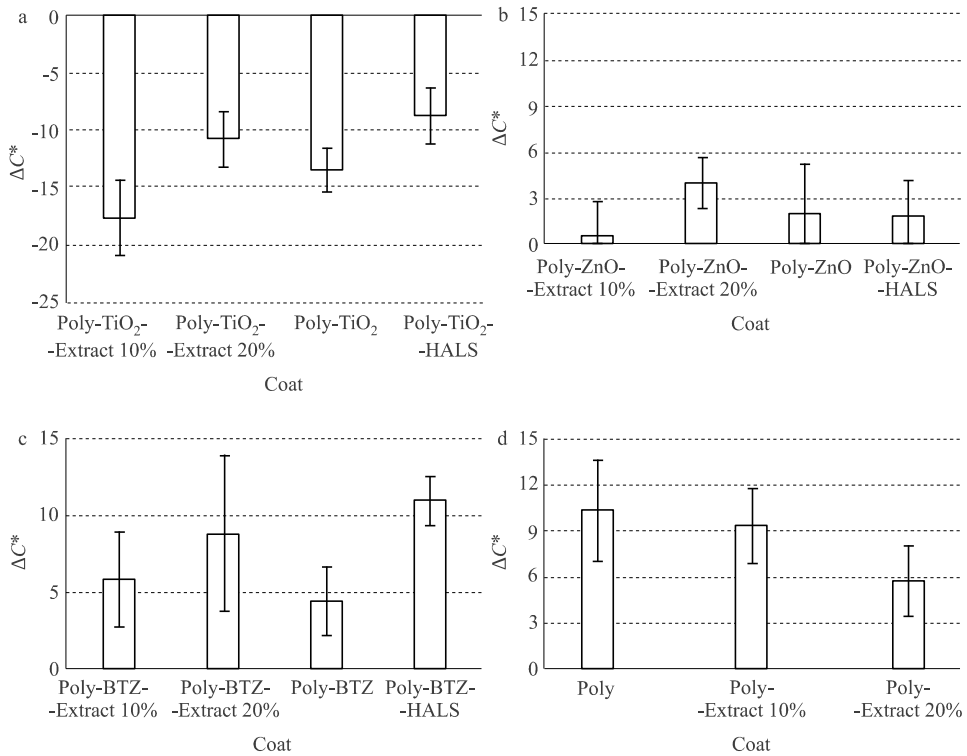 a
0
-5
-10
-15
-20
-25
ΔC*
Poly-TiO₂-
-Extract 10%
Poly-TiO₂-
-Extract 20%
Poly-TiO₂
Poly-TiO₂-
-HALS
Coat
b
15
12
9
6
3
0
ΔC*
Poly-ZnO-
-Extract 10%
Poly-ZnO-
-Extract 20%
Poly-ZnO
Poly-ZnO-
-HALS
Coat
c
15
10
5
0
ΔC*
Poly-BTZ-
-Extract 10%
Poly-BTZ-
-Extract 20%
Poly-BTZ
Poly-BTZ-
-HALS
Coat
d
15
12
9
6
3
0
ΔC*
Poly
Poly-
-Extract 10%
Poly-
-Extract 20%
Coat